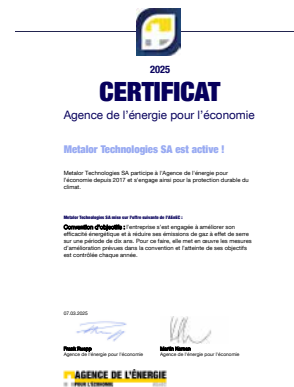 2025
CERTIFICAT
Agence de l'énergie pour l'économie
Metalor Technologies SA est active !
Metalor Technologies SA participe à l'Agence de l'énergie pour
l'économie depuis 2017 et s'engage ainsi pour la protection durable du
climat.
Metalor Technologies SA mise sur l'offre suivante de l'AEnEC :
Convention d'objectifs : l'entreprise s'est engagée à améliorer son
efficacité énergétique et à réduire ses émissions de gaz à effet de serre
sur une période de dix ans. Pour ce faire, elle met en œuvre les mesures
d'amélioration prévues dans la convention et l'atteinte de ses objectifs
est contrôlée chaque année.
07.03.2025
Frank Ruepp
Martin Kernen
Agence de l'énergie pour l'économie
Agence de l'énergie pour l'économie
AGENCE DE L'ÉNERGIE
POUR L'ÉCONOMIE